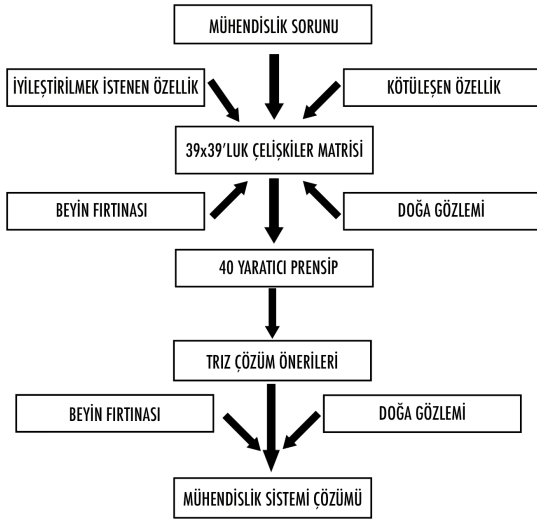 MÜHENDİSLİK SORUNU
İYİLEŞTİRİLMEK İSTENEN ÖZELLİK
KÖTÜLEŞEN ÖZELLİK
39x39'LUK ÇELİŞKİLER MATRİSİ
BEYİN FIRTINASI
DOĞA GÖZLEMİ
40 YARATICI PRENSİP
TRIZ ÇÖZÜM ÖNERİLERİ
BEYİN FIRTINASI
DOĞA GÖZLEMİ
MÜHENDİSLİK SİSTEMİ ÇÖZÜMÜ